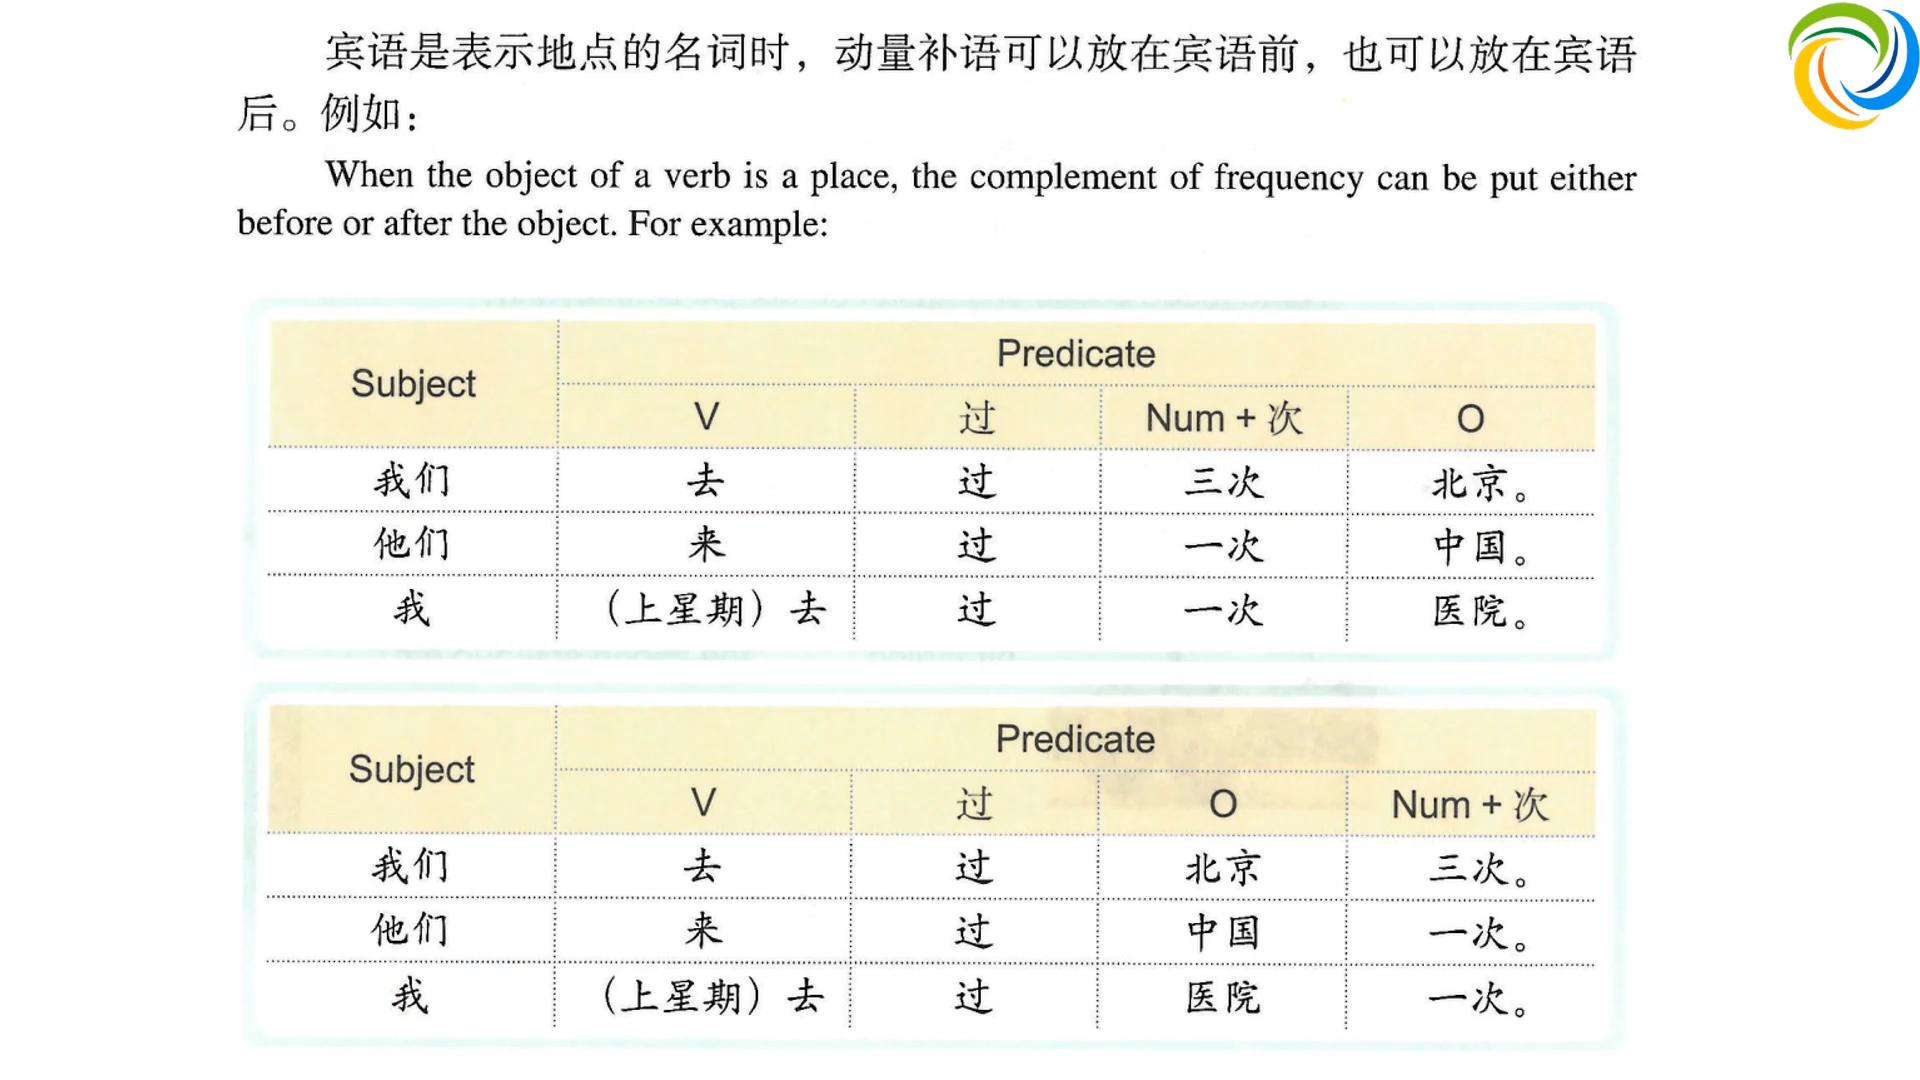 宾语是表示地点的名词时，动量补语可以放在宾语前，也可以放在宾语
后。例如：
When the object of a verb is a place, the complement of frequency can be put either
before or after the object. For example:
Subject Predicate
V 过 Num + 次 O
我们 去 过 三次 北京。
他们 来 过 一次 中国。
我 （上星期）去 过 一次 医院。
Subject Predicate
V 过 O Num + 次
我们 去 过 北京 三次。
他们 来 过 中国 一次。
我 （上星期）去 过 医院 一次。